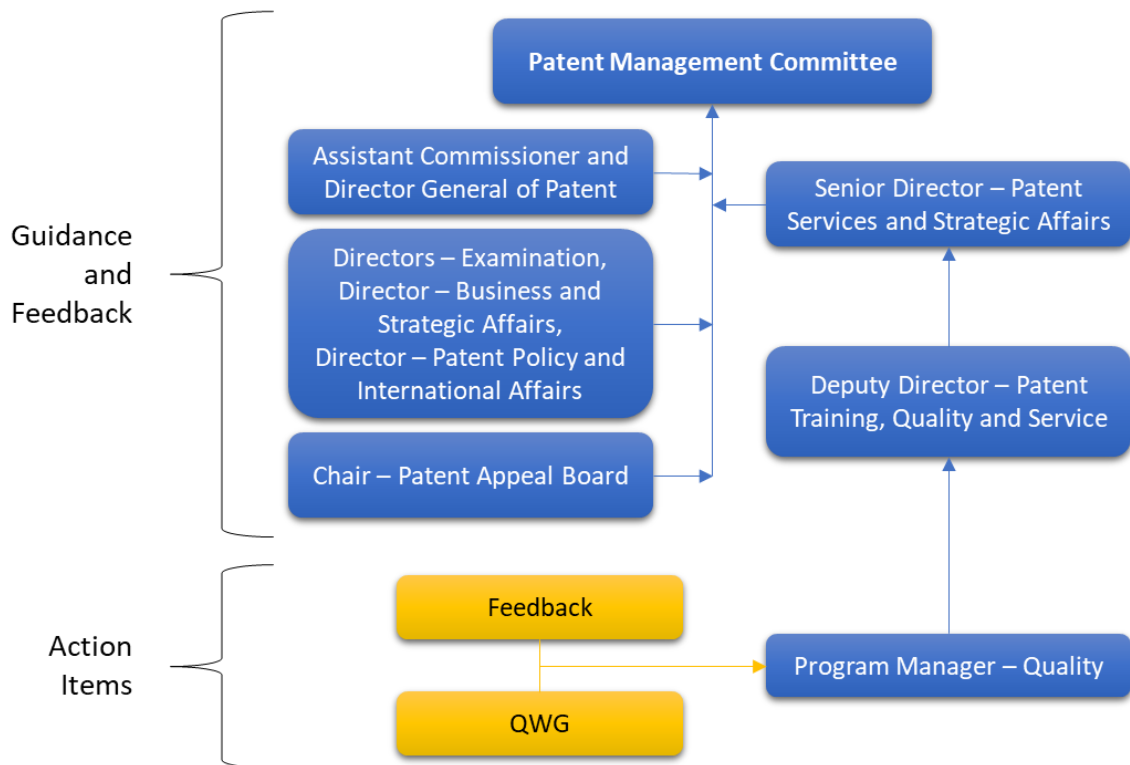 Patent Management Committee
Assistant Commissioner and
Director General of Patent
Senior Director – Patent
Services and Strategic Affairs
Guidance
and
Feedback
Directors – Examination,
Director – Business and
Strategic Affairs,
Director – Patent Policy and
International Affairs
Deputy Director – Patent
Training, Quality and Service
Chair – Patent Appeal Board
Action
Items
Feedback
QWG
Program Manager – Quality